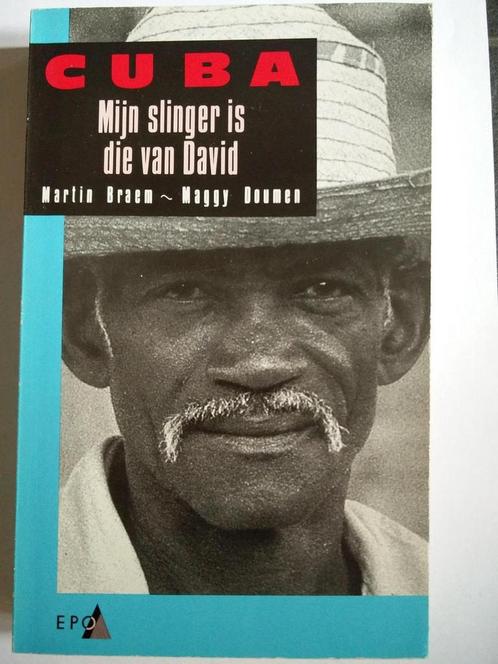 CUBA
Mijn slinger is
die van David
Martin Braem ~ Maggy Doumen
EPO